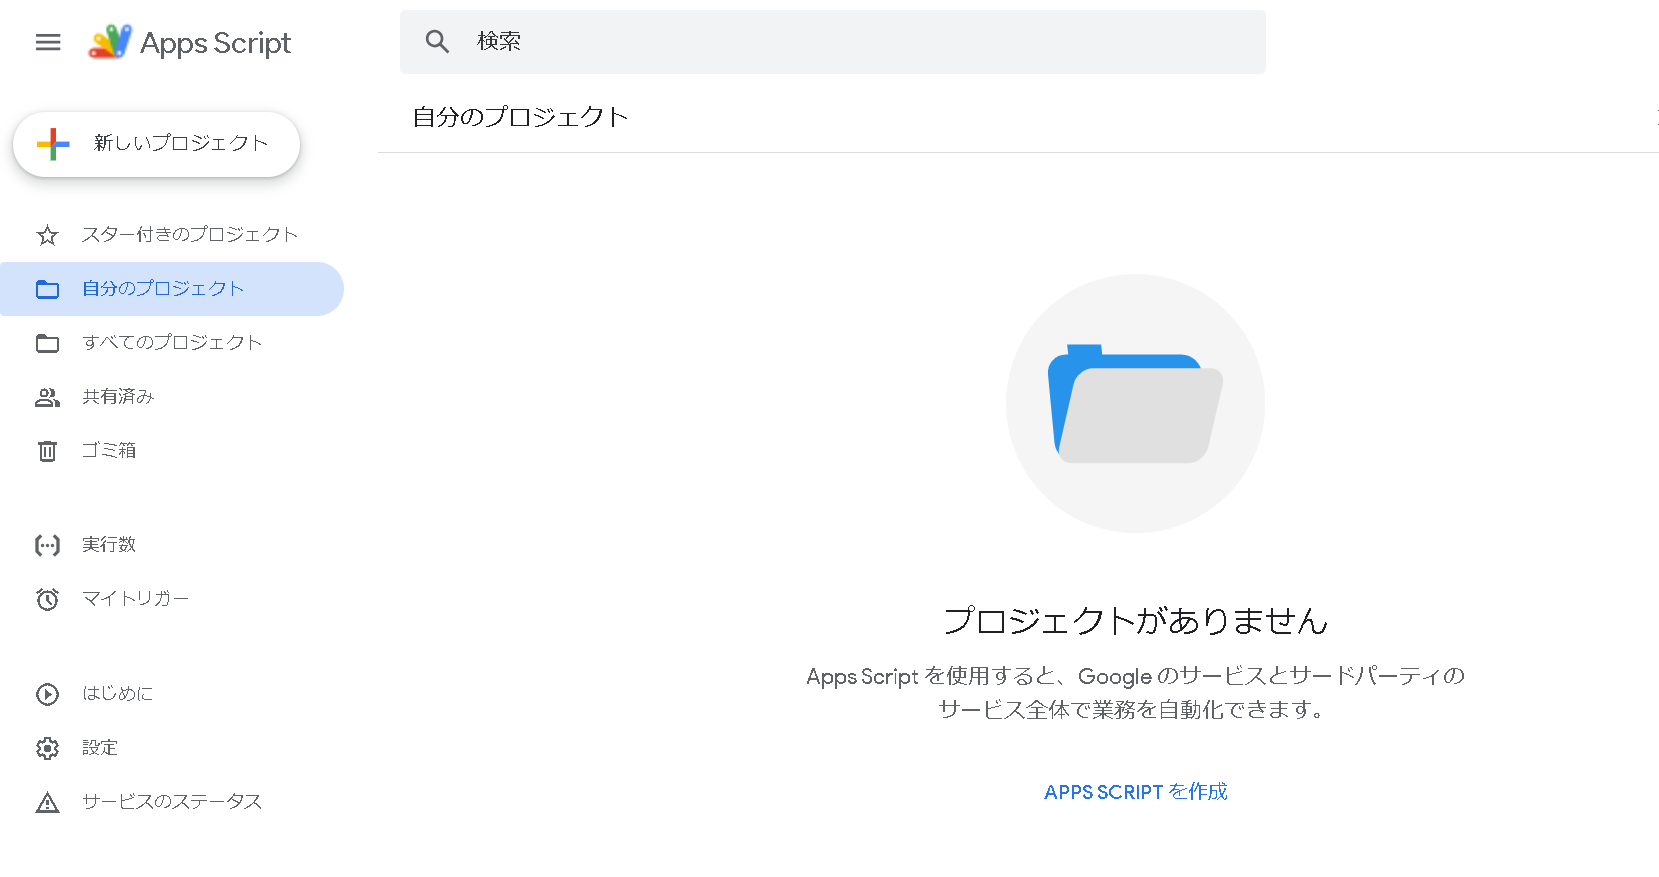 Apps Script
検索
新しいプロジェクト
自分のプロジェクト
スター付きのプロジェクト
自分のプロジェクト
すべてのプロジェクト
共有済み
ゴミ箱
実行数
マイトリガー
はじめに
設定
サービスのステータス
プロジェクトがありません
Apps Script を使用すると、Google のサービスとサードパーティの
サービス全体で業務を自動化できます。
APPS SCRIPT を作成